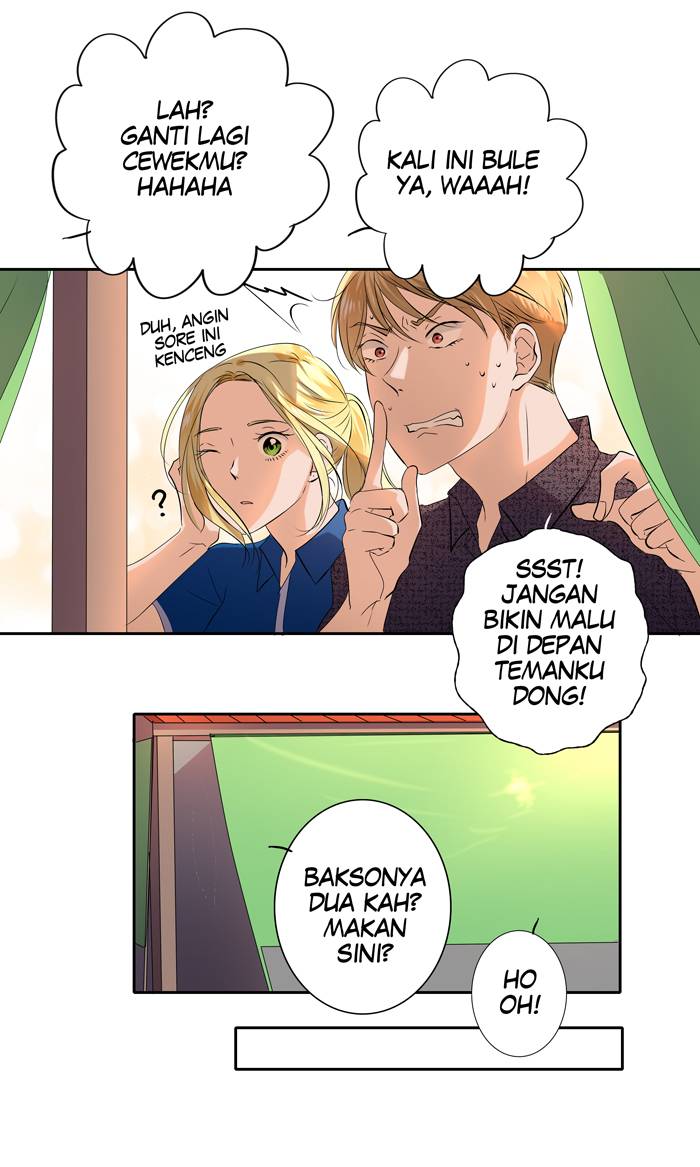 LAH?
GANTI LAGI
CEWEKMU?
HAHAHA
KALI INI BULE
YA, WAAAH!
DUH, ANGIN
SORE INI
KENCENG
?
SSST!
JANGAN
BIKIN MALU
DI DEPAN
TEMANKU
DONG!
BAKSONYA
DUA KAH?
MAKAN
SINI?
HO
OH!